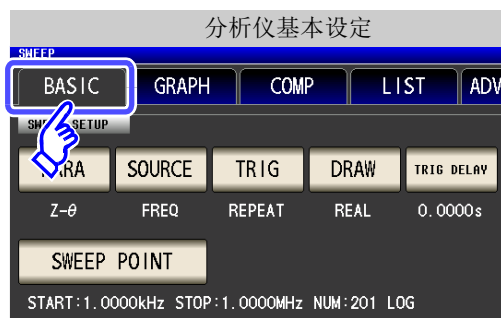 分析仪基本设定
SWEEP
BASIC GRAPH COMP LIST ADV
SETUP
SOURCE TRIG DRAW TRIG DELAY
Z-θ FREQ REPEAT REAL 0.0000s
SWEEP POINT
START:1.0000kHz STOP:1.0000MHz NUM:201 LOG